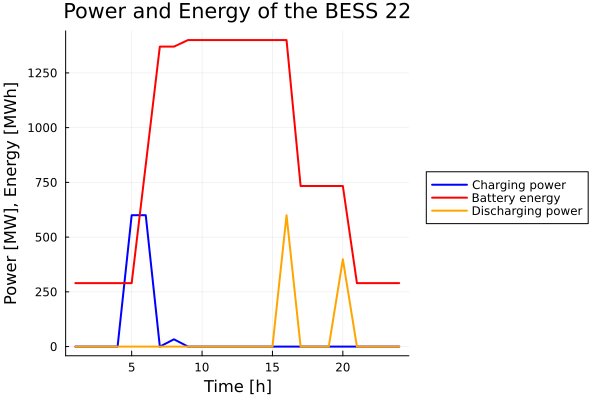 Power and Energy of the BESS 22
Power [MW], Energy [MWh]
1250
1000
750
500
250
0
5
10
15
20
Time [h]
Charging power
Battery energy
Discharging power